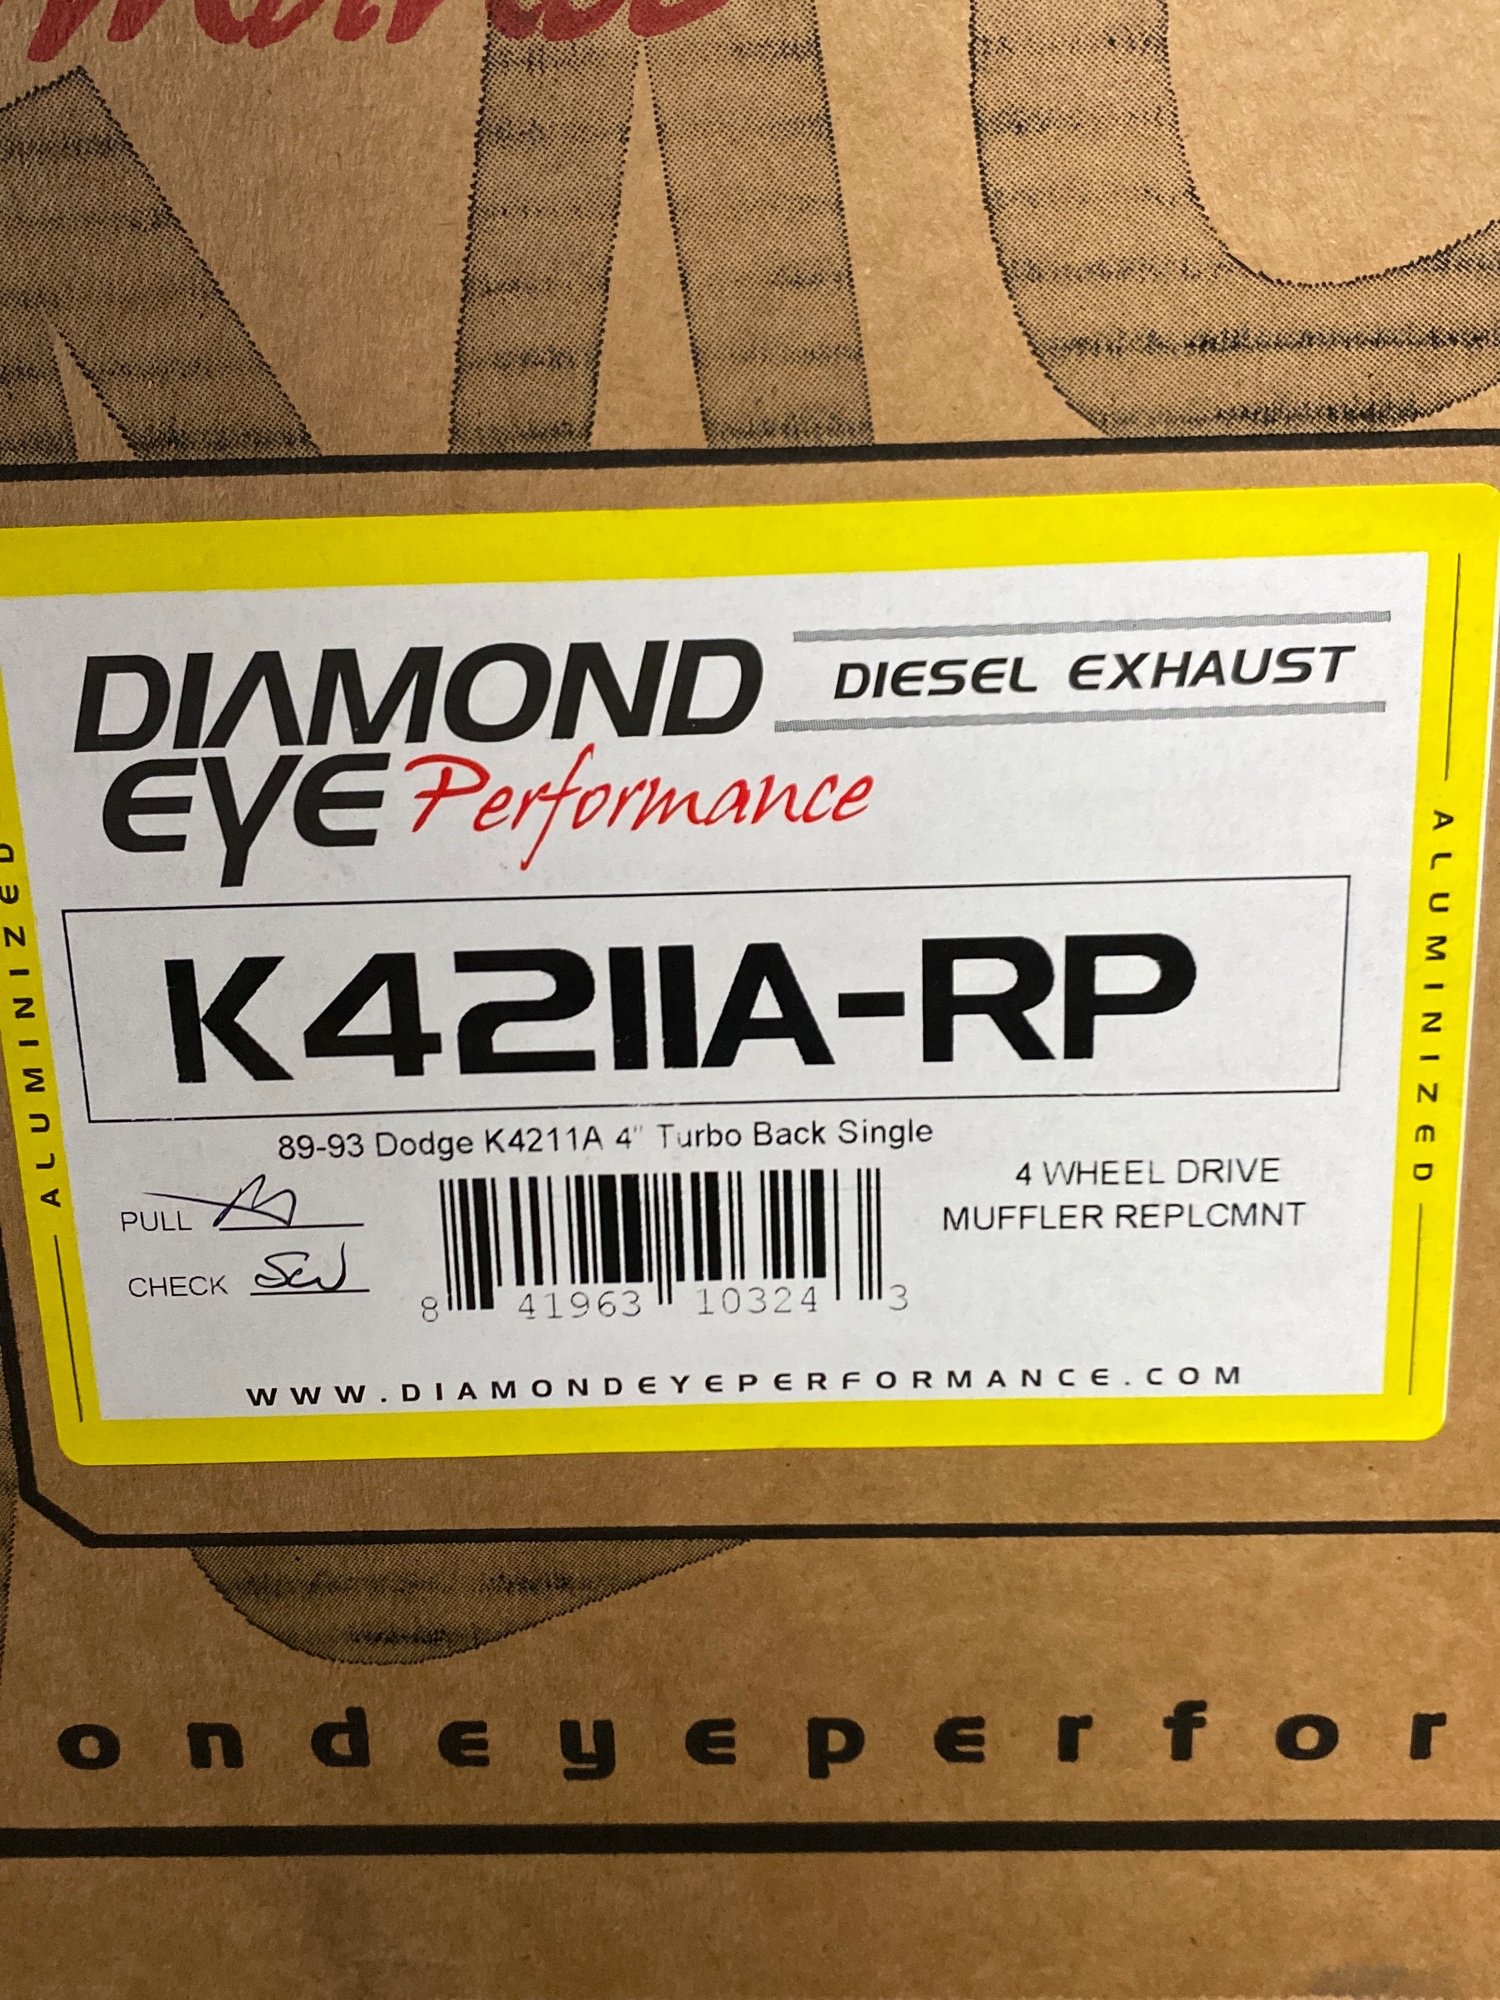 DIAMOND
EYE Performance
DIESEL EXHAUST
K4211A-RP
89-93 Dodge K4211A 4" Turbo Back Single
4 WHEEL DRIVE
MUFFLER REPLCMNT
PULL
CHECK
8 41963 10324 3
WWW.DIAMONDEYEPERFORMANCE.COM
ALUMINIZED
ALUMINIZED
ondeyeperfor